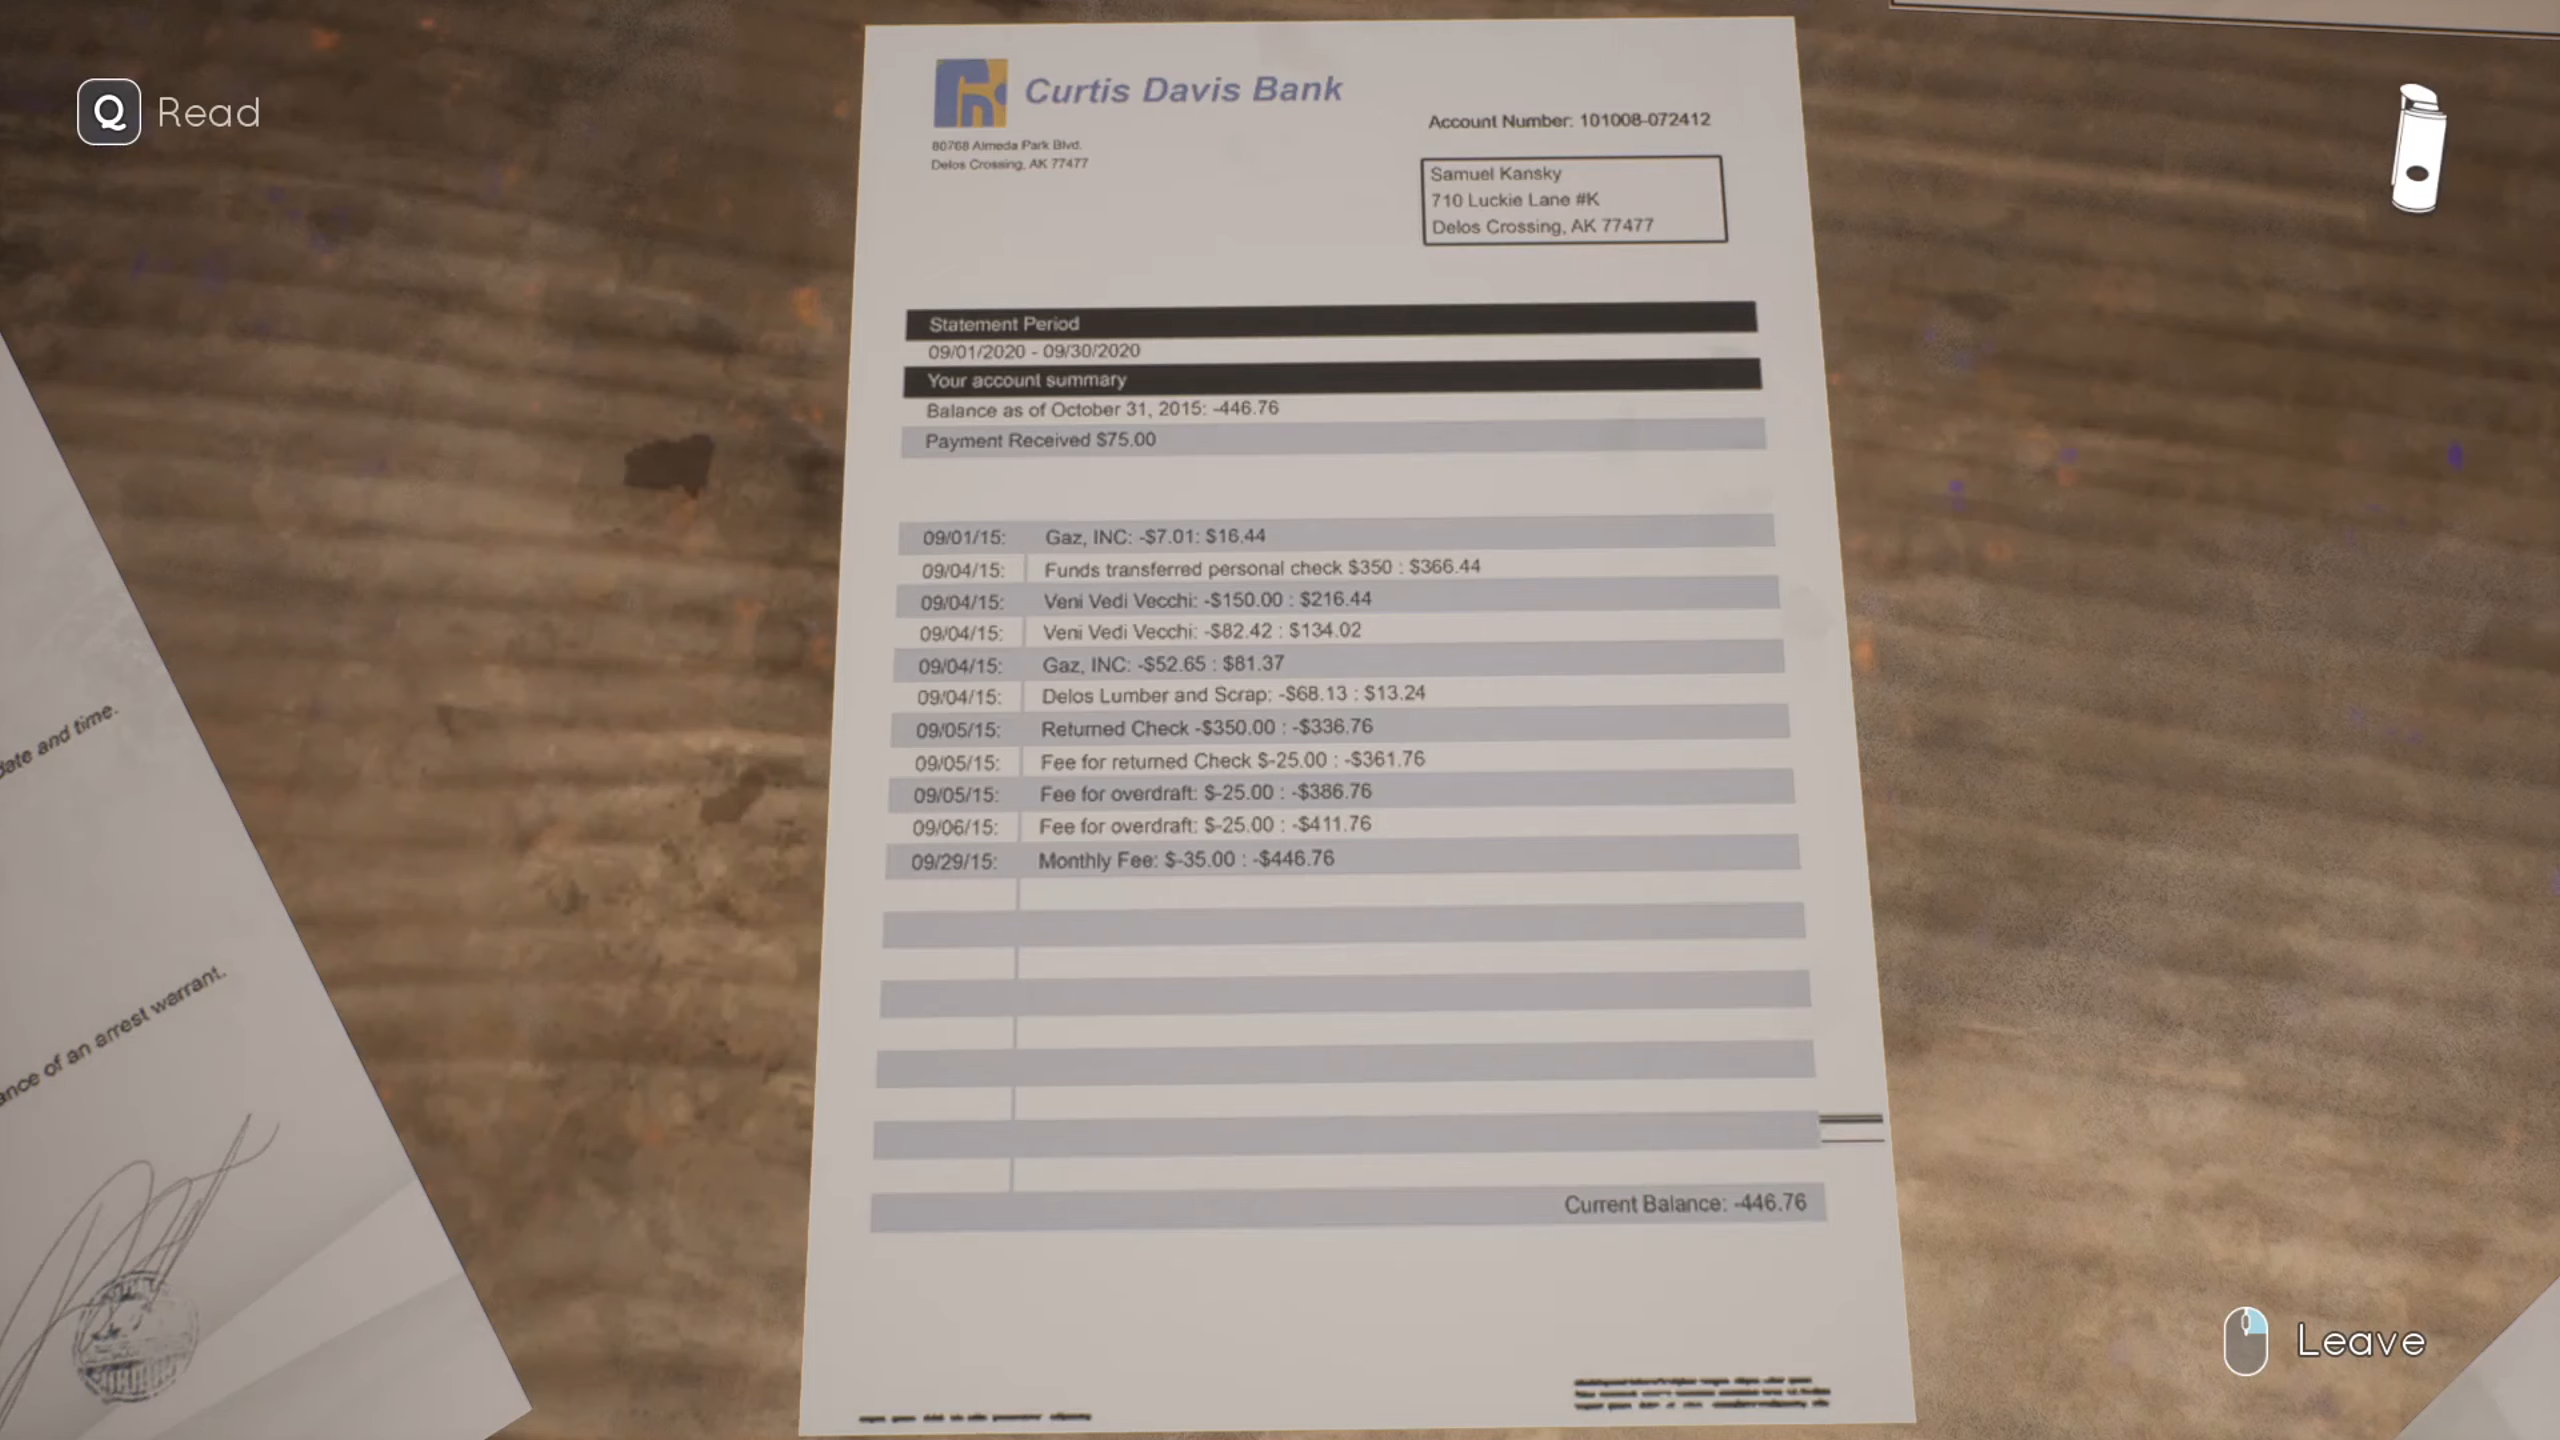 Q Read
Curtis Davis Bank
80768 Almeda Park Blvd.
Delos Crossing, AK 77477
Account Number: 101008-072412
Samuel Kansky
710 Luckie Lane #K
Delos Crossing, AK 77477
Statement Period
09/01/2020 - 09/30/2020
Your account summary
Balance as of October 31, 2015: -446.76
Payment Received $75.00
09/01/15: Gaz, INC: -$7.01: $16.44
09/04/15: Funds transferred personal check $350 : $366.44
09/04/15: Veni Vedi Vecchi: -$150.00 : $216.44
09/04/15: Veni Vedi Vecchi: -$82.42 : $134.02
09/04/15: Gaz, INC: -$52.65 : $81.37
09/04/15: Delos Lumber and Scrap: -$68.13 : $13.24
09/05/15: Returned Check -$350.00 : -$336.76
09/05/15: Fee for returned Check $-25.00 : -$361.76
09/05/15: Fee for overdraft: $-25.00 : -$386.76
09/06/15: Fee for overdraft: $-25.00 : -$411.76
09/29/15: Monthly Fee: $-35.00 : -$446.76
Current Balance: -446.76
date and time.
of an arrest warrant.
Leave